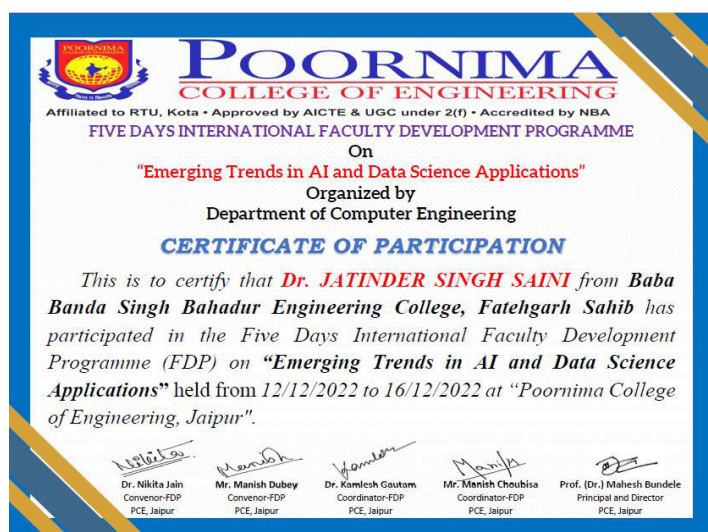 POORNIMA
POORNIMA
COLLEGE OF ENGINEERING
Affiliated to RTU, Kota • Approved by AICTE & UGC under 2(f) • Accredited by NBA
FIVE DAYS INTERNATIONAL FACULTY DEVELOPMENT PROGRAMME
On
“Emerging Trends in AI and Data Science Applications”
Organized by
Department of Computer Engineering
CERTIFICATE OF PARTICIPATION
This is to certify that Dr. JATINDER SINGH SAINI from Baba
Banda Singh Bahadur Engineering College, Fatehgarh Sahib has
participated in the Five Days International Faculty Development
Programme (FDP) on “Emerging Trends in AI and Data Science
Applications” held from 12/12/2022 to 16/12/2022 at “Poornima College
of Engineering, Jaipur".
Nikita Manish Kamlesh Manish
Dr. Nikita Jain Mr. Manish Dubey Dr. Kamlesh Gautam Mr. Manish Choubisa Prof. (Dr.) Mahesh Bundele
Convenor-FDP Convenor-FDP Coordinator-FDP Coordinator-FDP Principal and Director
PCE, Jaipur PCE, Jaipur PCE, Jaipur PCE, Jaipur PCE, Jaipur